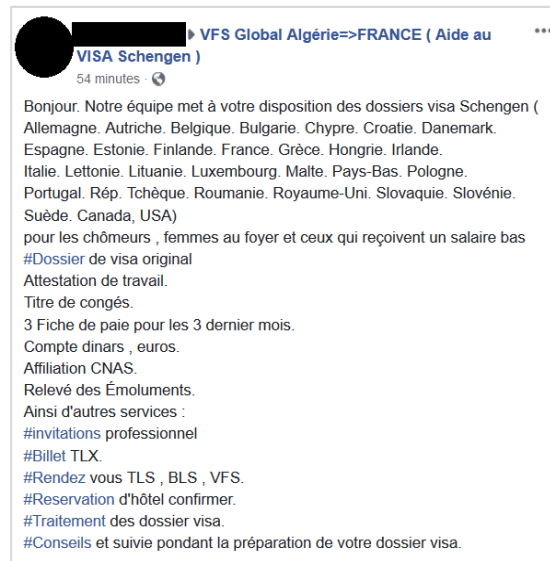 VFS Global Algérie=>FRANCE ( Aide au
VISA Schengen )
54 minutes ·
Bonjour. Notre équipe met à votre disposition des dossiers visa Schengen (
Allemagne. Autriche. Belgique. Bulgarie. Chypre. Croatie. Danemark.
Espagne. Estonie. Finlande. France. Grèce. Hongrie. Irlande.
Italie. Lettonie. Lituanie. Luxembourg. Malte. Pays-Bas. Pologne.
Portugal. Rép. Tchèque. Roumanie. Royaume-Uni. Slovaquie. Slovénie.
Suède. Canada, USA)
pour les chômeurs , femmes au foyer et ceux qui reçoivent un salaire bas
#Dossier de visa original
Attestation de travail.
Titre de congés.
3 Fiche de paie pour les 3 dernier mois.
Compte dinars , euros.
Affiliation CNAS.
Relevé des Émoluments.
Ainsi d'autres services :
#invitations professionnel
#Billet TLX.
#Rendez vous TLS , BLS , VFS.
#Reservation d'hôtel confirmer.
#Traitement des dossier visa.
#Conseils et suivie pondant la préparation de votre dossier visa.